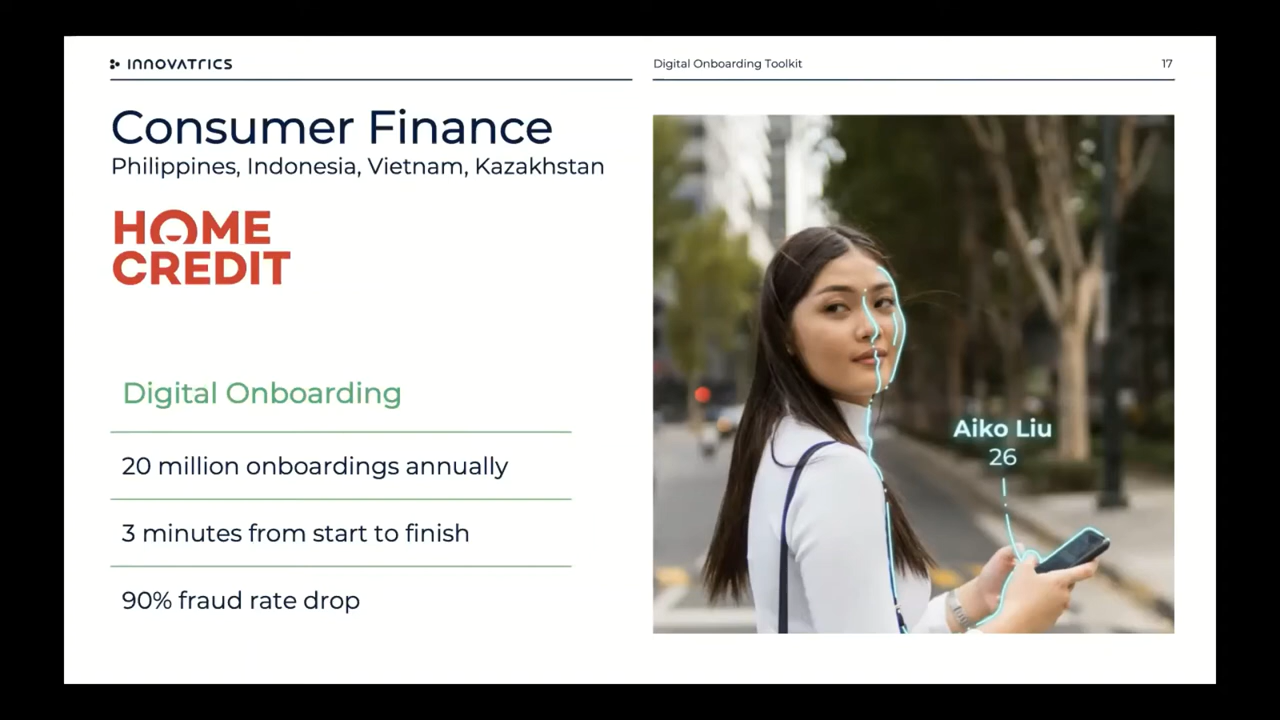 INNOVATRICS
Digital Onboarding Toolkit
17
Consumer Finance
Philippines, Indonesia, Vietnam, Kazakhstan
HOME
CREDIT
Digital Onboarding
20 million onboardings annually
3 minutes from start to finish
90% fraud rate drop
Aiko Liu
26